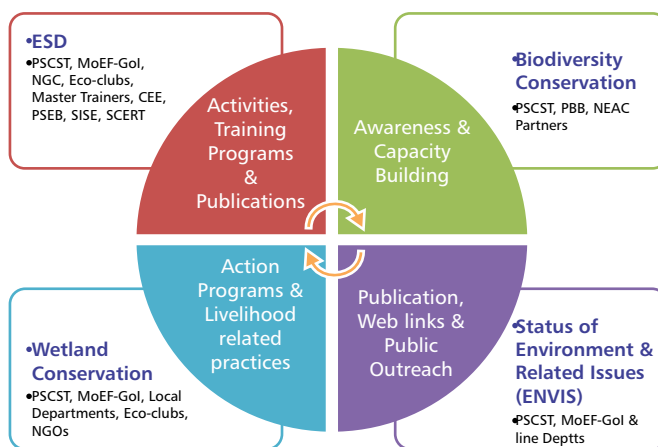 •ESD
•PSCST, MoEF-GoI,
NGC, Eco-clubs,
Master Trainers, CEE,
PSEB, SISE, SCERT
Activities,
Training
Programs
&
Publications
Awareness &
Capacity
Building
•Biodiversity
Conservation
•PSCST, PBB, NEAC
Partners
•Wetland
Conservation
•PSCST, MoEF-GoI, Local
Departments, Eco-clubs,
NGOs
Action
Programs &
Livelihood
related
practices
Publication,
Web links &
Public
Outreach
•Status of
Environment &
Related Issues
(ENVIS)
•PSCST, MoEF-GoI &
line Deptts